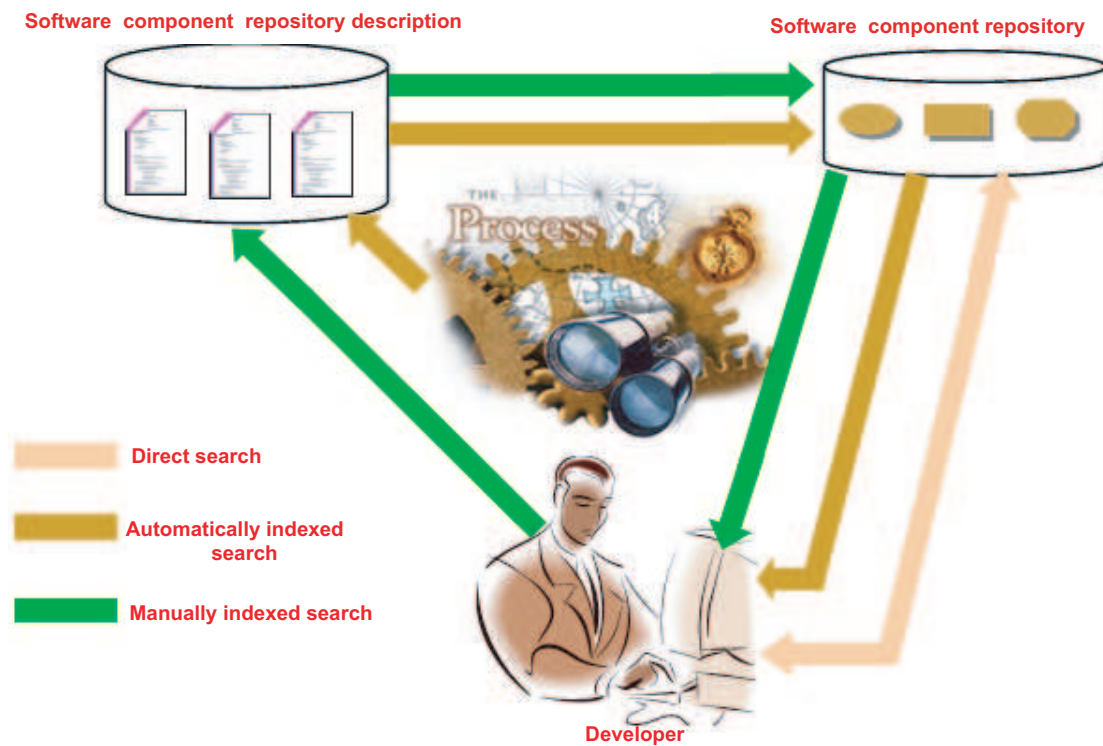 Software component repository description
Software component repository
THE
Process
Direct search
Automatically indexed
search
Manually indexed search
Developer